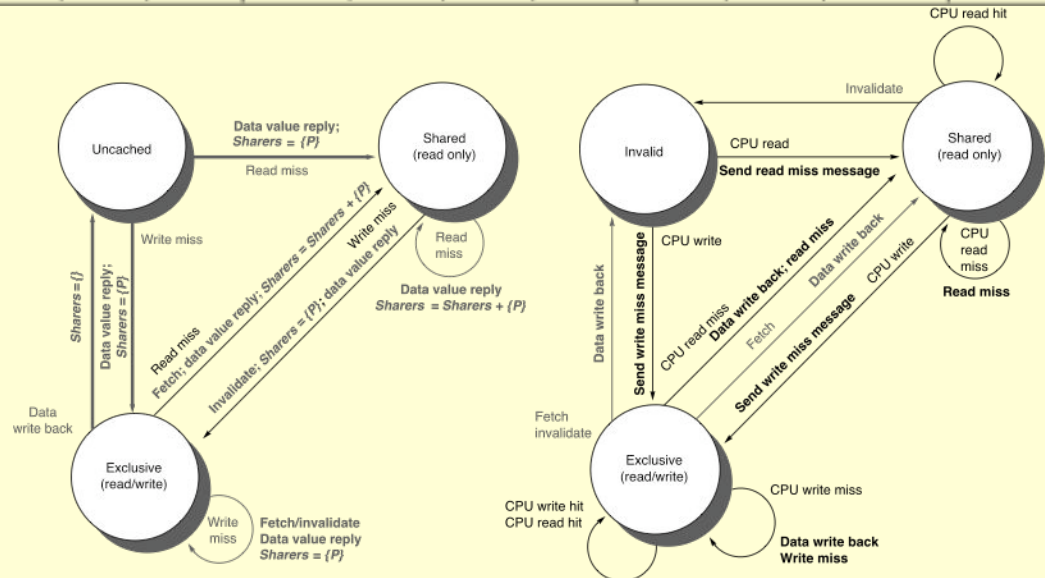 CPU read hit
Uncached
Data value reply;
Sharers = {P}
Read miss
Shared
(read only)
Write miss
Sharers = {}
Data value reply;
Sharers = {P}
Read miss
Fetch; data value reply; Sharers = Sharers + {P}
Write miss
Invalidate; Sharers = {P}; data value reply
Read
miss
Data value reply
Sharers = Sharers + {P}
Data
write back
Exclusive
(read/write)
Write
miss
Fetch/invalidate
Data value reply
Sharers = {P}
Invalidate
Invalid
CPU read
Send read miss message
Shared
(read only)
CPU write
Send write miss message
Data write back
CPU read miss
Data write back; read miss
Fetch
Data write back
CPU write
Send write miss message
CPU
read
miss
Read miss
Fetch
invalidate
Exclusive
(read/write)
CPU write hit
CPU read hit
CPU write miss
Data write back
Write miss